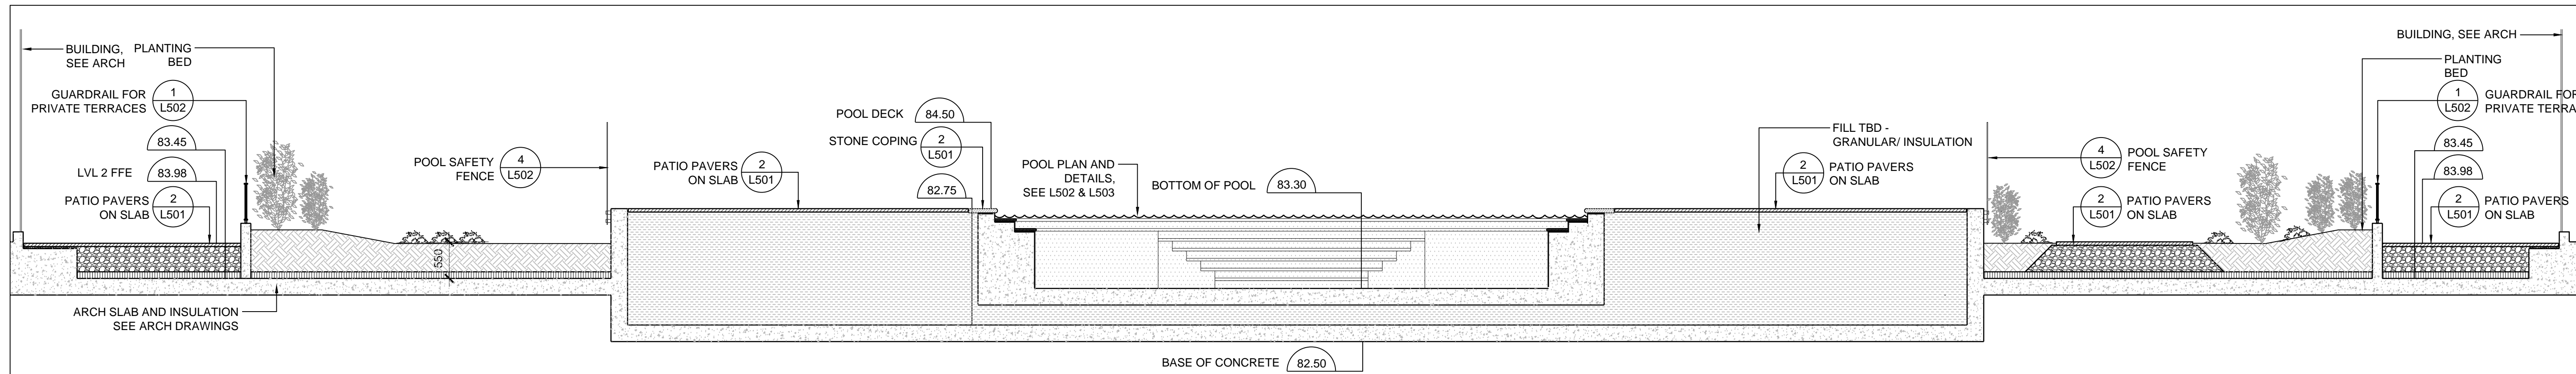 BUILDING,
SEE ARCH
PLANTING
BED
GUARDRAIL FOR
PRIVATE TERRACES
1
L502
83.45
LVL 2 FFE
83.98
PATIO PAVERS
ON SLAB
2
L501
550
ARCH SLAB AND INSULATION
SEE ARCH DRAWINGS
POOL SAFETY
FENCE
4
L502
PATIO PAVERS
ON SLAB
2
L501
POOL DECK
84.50
STONE COPING
2
L501
82.75
POOL PLAN AND
DETAILS,
SEE L502 & L503
BOTTOM OF POOL
83.30
BASE OF CONCRETE
82.50
FILL TBD -
GRANULAR/ INSULATION
2
L501
PATIO PAVERS
ON SLAB
4
L502
POOL SAFETY
FENCE
2
L501
PATIO PAVERS
ON SLAB
BUILDING, SEE ARCH
PLANTING
BED
1
L502
GUARDRAIL FOR
PRIVATE TERRA
83.45
83.98
2
L501
PATIO PAVERS
ON SLAB